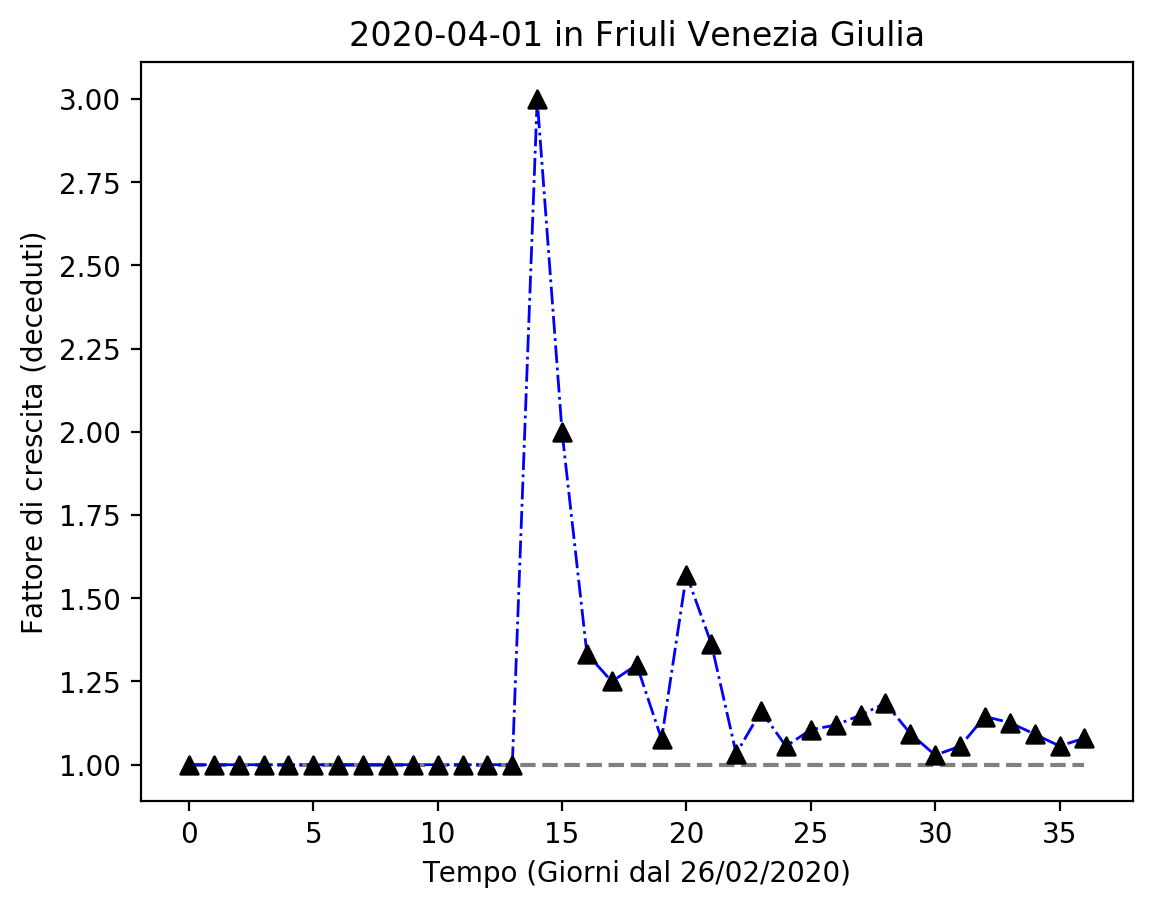 2020-04-01 in Friuli Venezia Giulia
Fattore di crescita (deceduti)
3.00
2.75
2.50
2.25
2.00
1.75
1.50
1.25
1.00
0 5 10 15 20 25 30 35
Tempo (Giorni dal 26/02/2020)